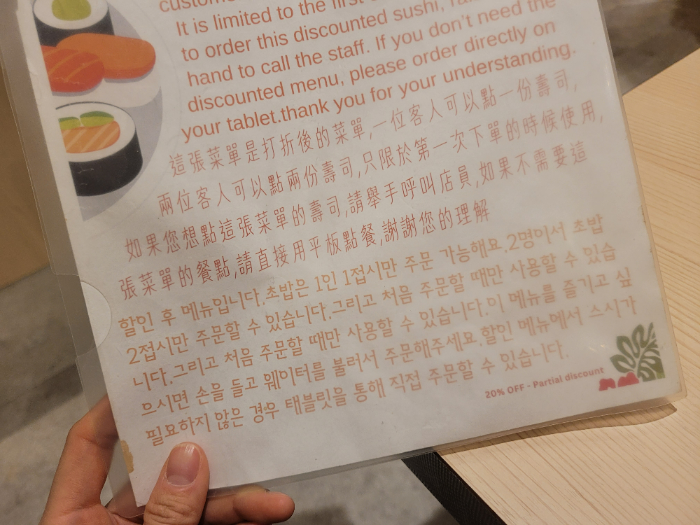 custome
It is limited to the first
to order this discounted sushi,
hand to call the staff. If you don't need the
discounted menu, please order directly on
your tablet.thank you for your understanding.
這張菜單是打折後的菜單,一位客人可以點一份壽司,
兩位客人可以點兩份壽司,只限於第一次下單的時候使用,
如果您想點這張菜單的壽司,請舉手呼叫店員,如果不需要這
張菜單的餐點,請直接用平板點餐,謝謝您的理解
할인 후 메뉴입니다.초밥은 1인 1접시만 주문 가능해요.2명이서 초밥
2접시만 주문할 수 있습니다.그리고 처음 주문할 때만 사용할 수 있습
니다.그리고 처음 주문할 때만 사용할 수 있습니다.이 메뉴를 즐기고 싶
으시면 손을 들고 웨이터를 불러서 주문해주세요.할인 메뉴에서 스시가
필요하지 않은 경우 태블릿을 통해 직접 주문할 수 있습니다.
20% OFF - Partial discount